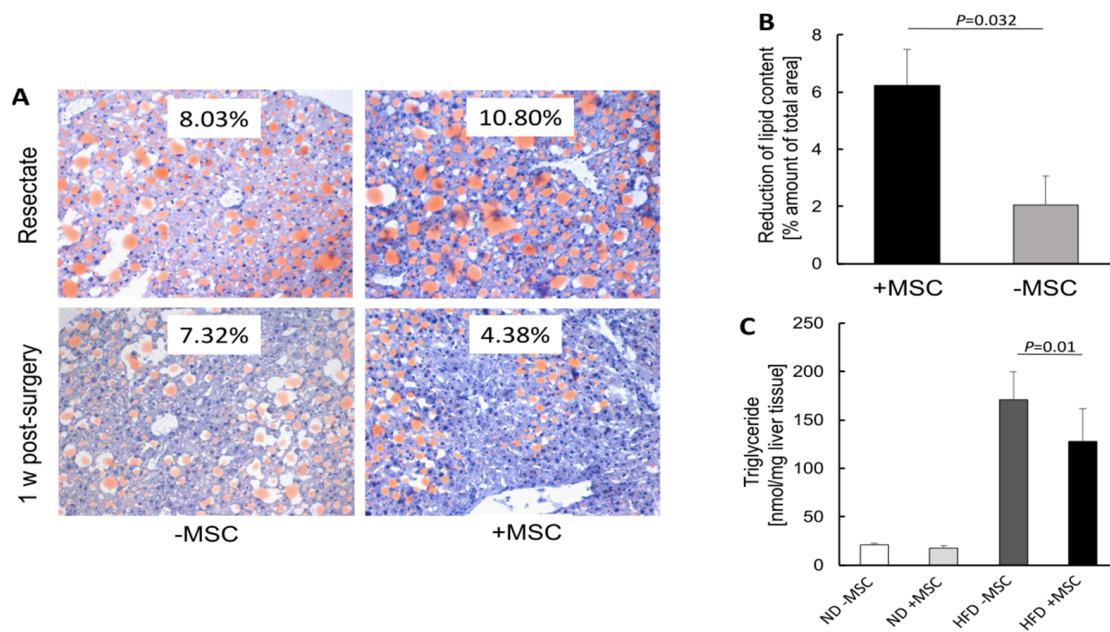 A
Resectate
8.03%
10.80%
1 w post-surgery
7.32%
4.38%
-MSC
+MSC
B
P=0.032
Reduction of lipid content
[% amount of total area]
8
6
4
2
0
+MSC
-MSC
C
P=0.01
Triglyceride
[nmol/mg liver tissue]
250
200
150
100
50
0
ND -MSC
ND +MSC
HFD -MSC
HFD +MSC